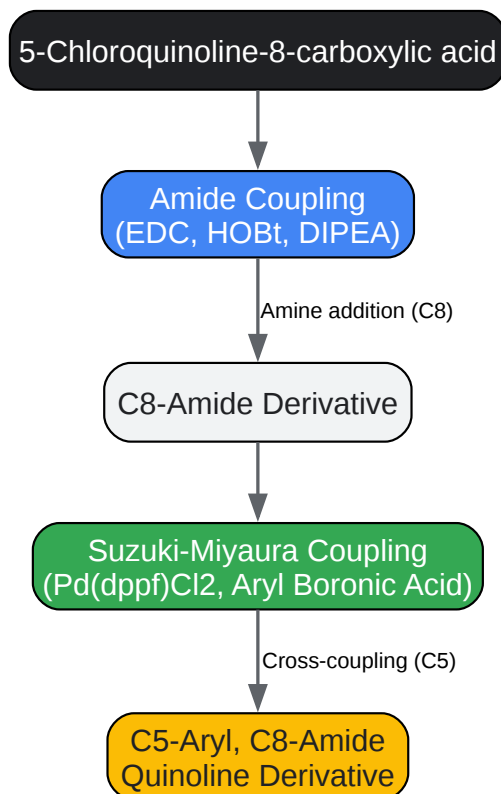 5-Chloroquinoline-8-carboxylic acid
Amide Coupling
(EDC, HOBt, DIPEA)
Amine addition (C8)
C8-Amide Derivative
Suzuki-Miyaura Coupling
(Pd(dppf)Cl2, Aryl Boronic Acid)
Cross-coupling (C5)
C5-Aryl, C8-Amide
Quinoline Derivative